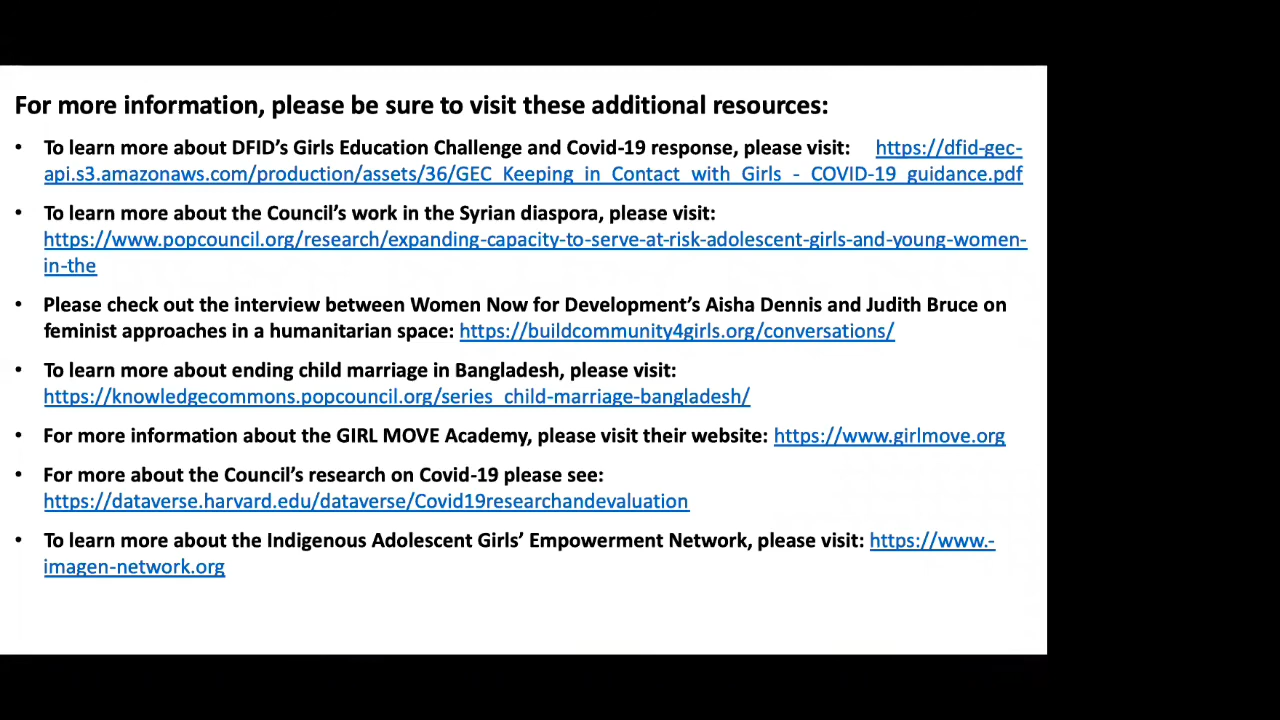 For more information, please be sure to visit these additional resources:
• To learn more about DFID's Girls Education Challenge and Covid-19 response, please visit: https://dfid-gec-
api.s3.amazonaws.com/production/assets/36/GEC_Keeping_in_Contact_with_Girls_-_COVID-19_guidance.pdf
• To learn more about the Council's work in the Syrian diaspora, please visit:
https://www.popcouncil.org/research/expanding-capacity-to-serve-at-risk-adolescent-girls-and-young-women-
in-the
• Please check out the interview between Women Now for Development's Aisha Dennis and Judith Bruce on
feminist approaches in a humanitarian space: https://buildcommunity4girls.org/conversations/
• To learn more about ending child marriage in Bangladesh, please visit:
https://knowledgecommons.popcouncil.org/series_child-marriage-bangladesh/
• For more information about the GIRL MOVE Academy, please visit their website: https://www.girlmove.org
• For more about the Council's research on Covid-19 please see:
https://dataverse.harvard.edu/dataverse/Covid19researchandevaluation
• To learn more about the Indigenous Adolescent Girls' Empowerment Network, please visit: https://www.-
imagen-network.org